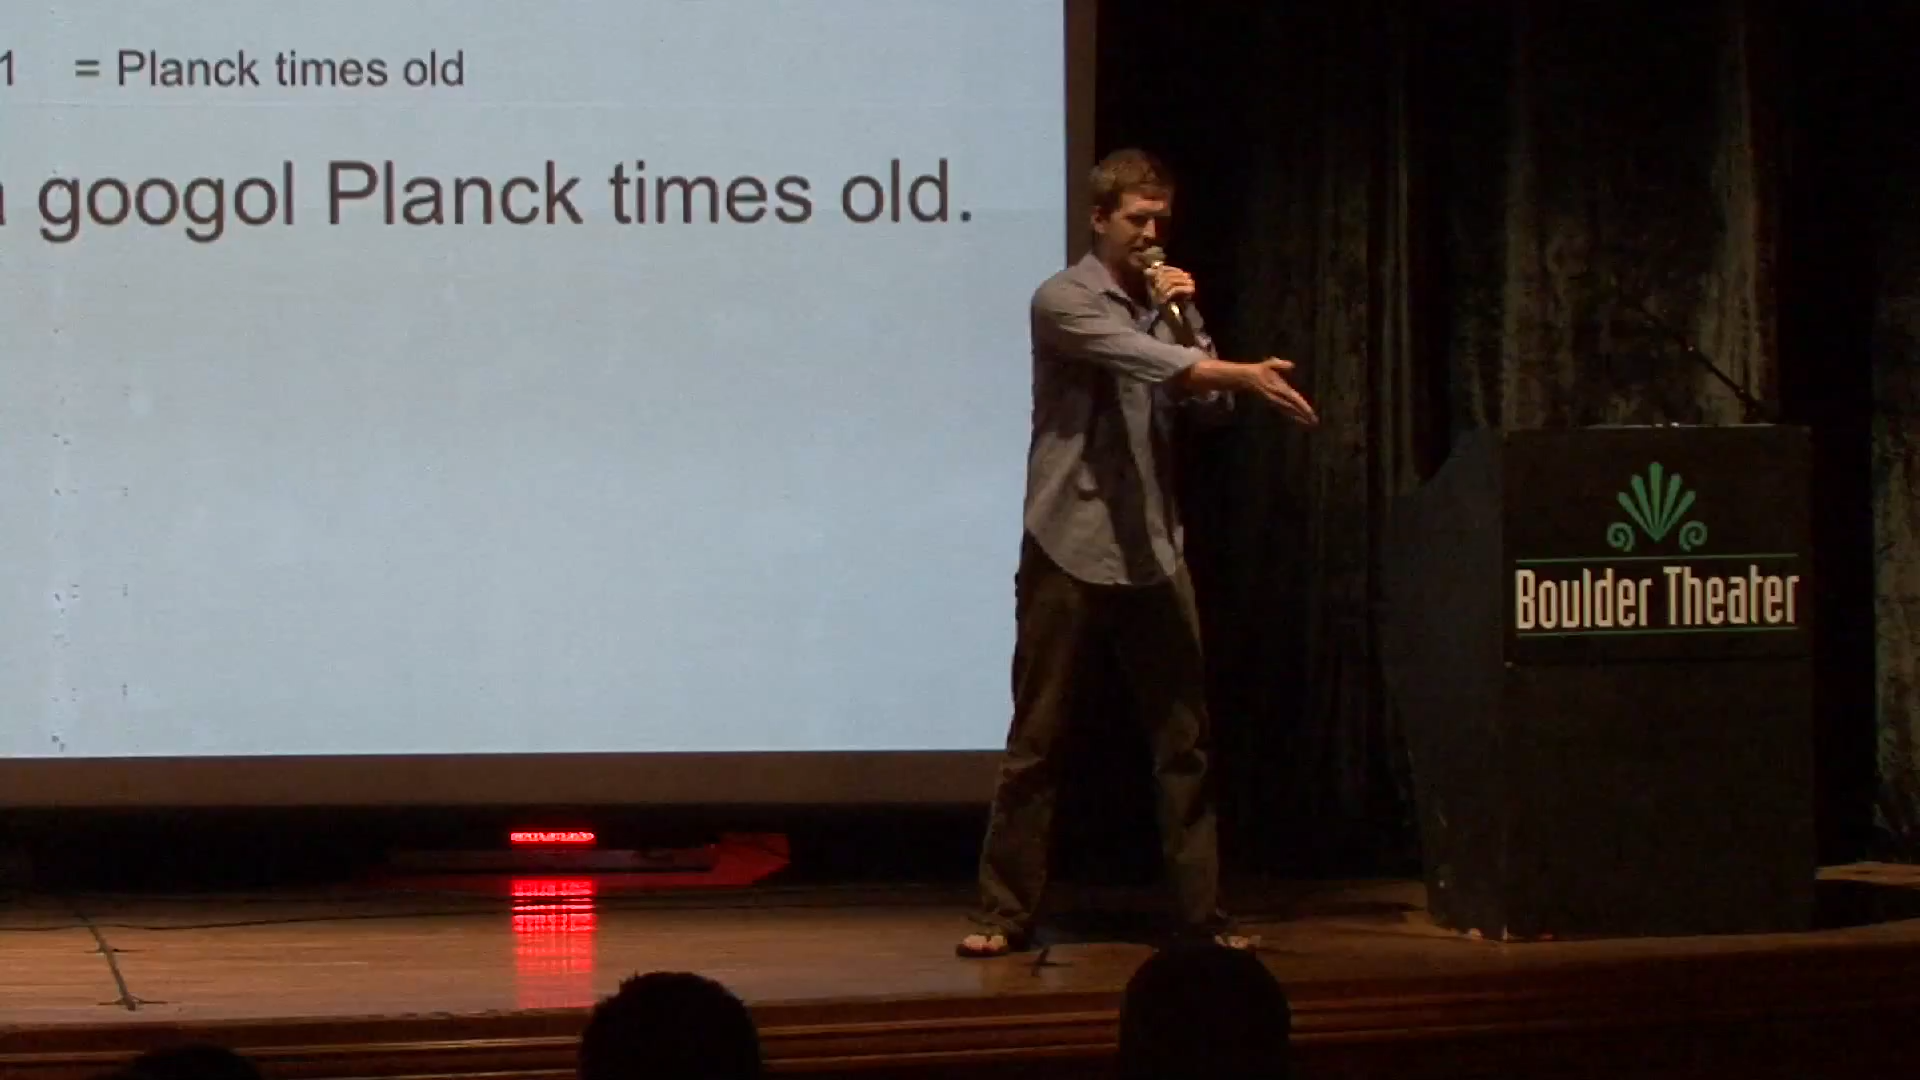 1 = Planck times old
googol Planck times old.
Boulder Theater